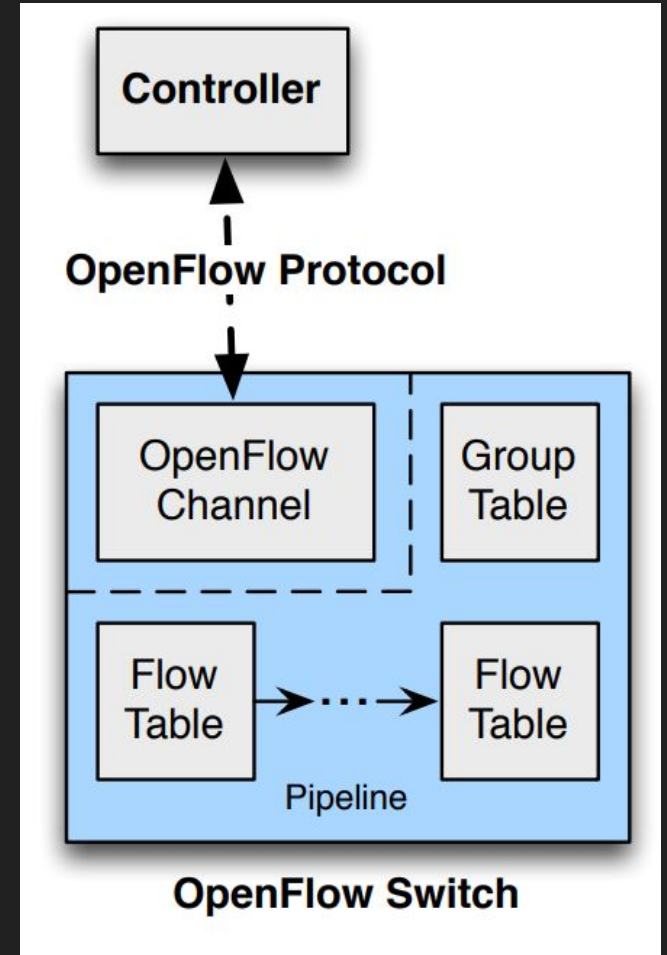 Controller
OpenFlow Protocol
OpenFlow
Channel
Group
Table
Flow
Table
...
Flow
Table
Pipeline
OpenFlow Switch